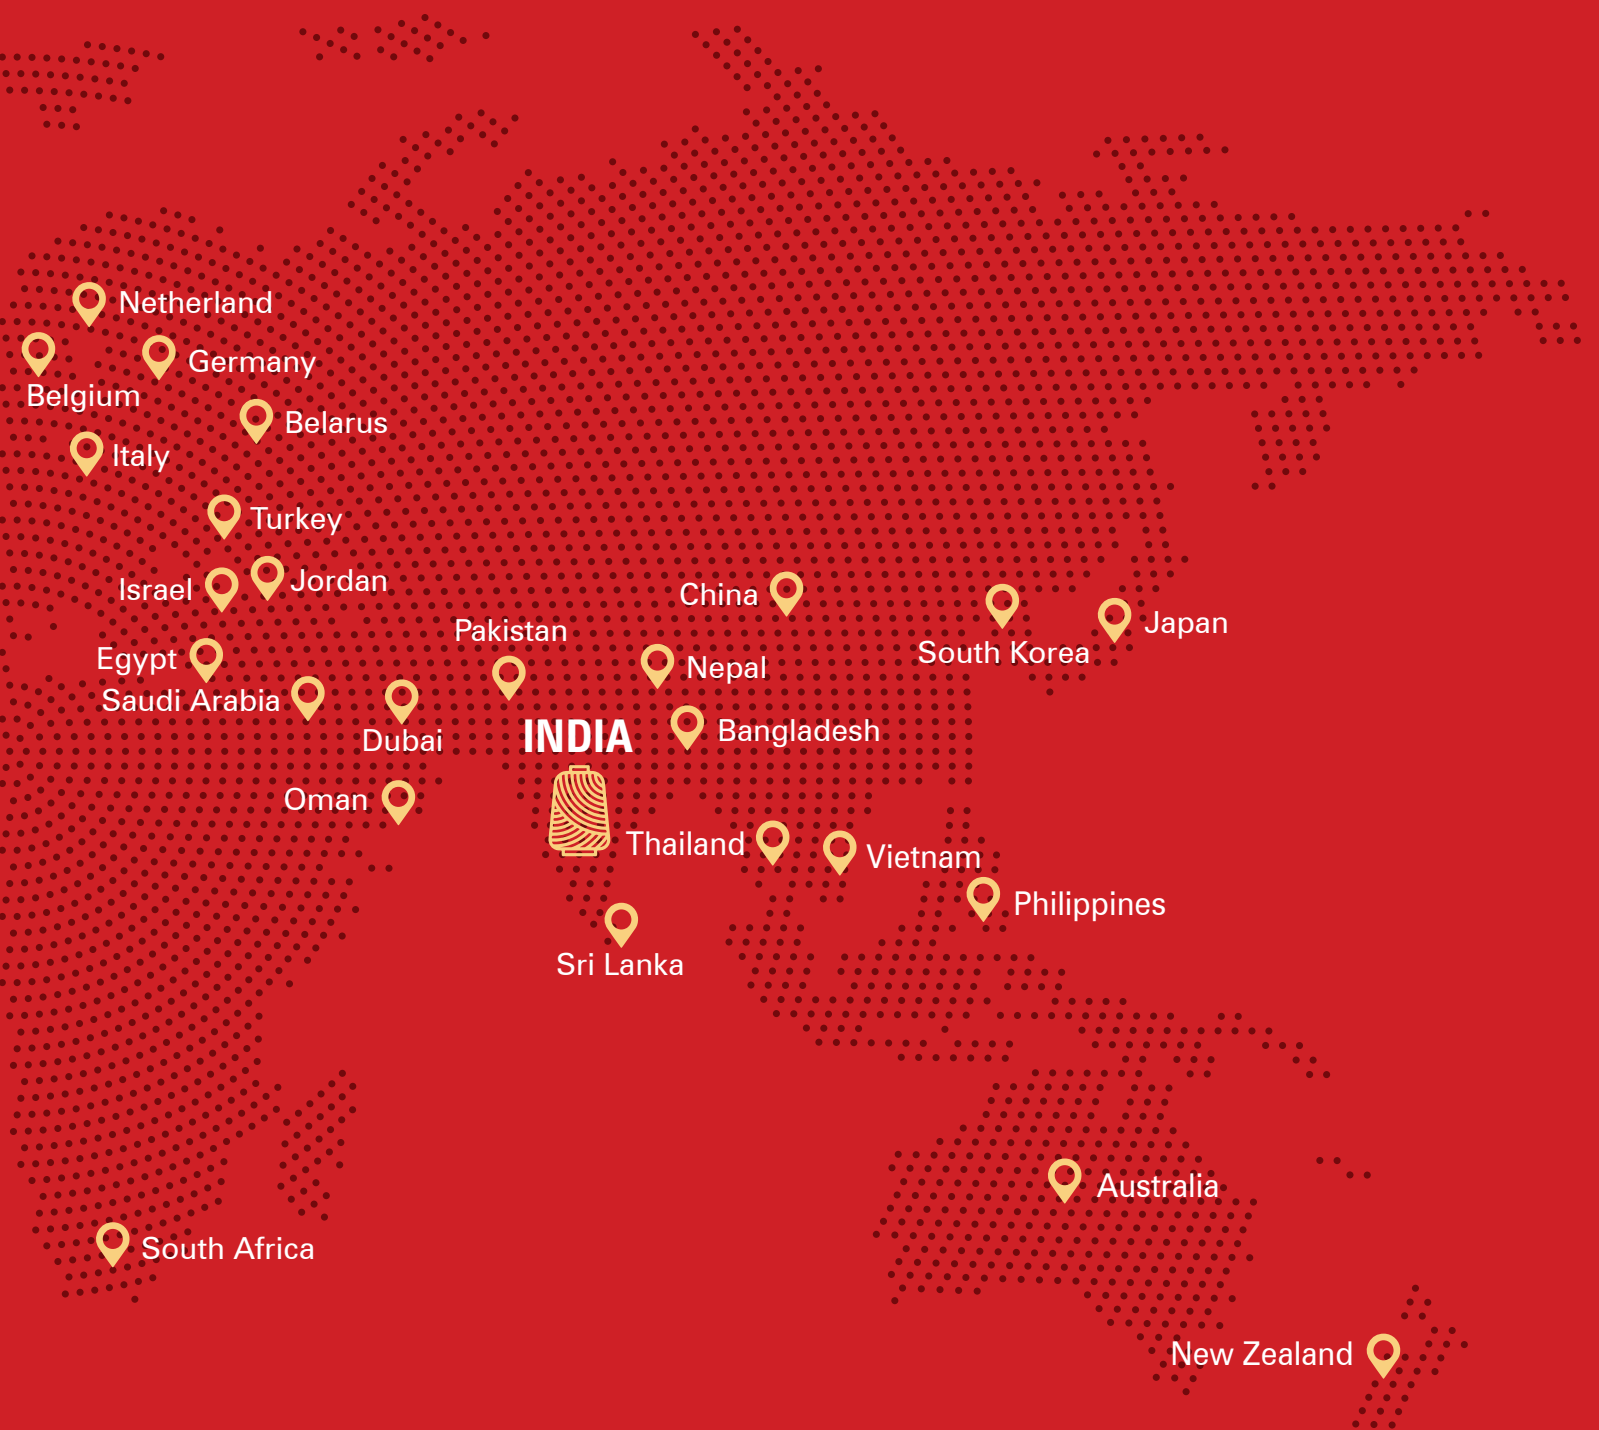 Netherland
Germany
Belgium
Belarus
Italy
Turkey
Israel
Jordan
China
Japan
Pakistan
South Korea
Egypt
Nepal
Saudi Arabia
Dubai
INDIA
Bangladesh
Oman
Thailand
Vietnam
Philippines
Sri Lanka
Australia
South Africa
New Zealand